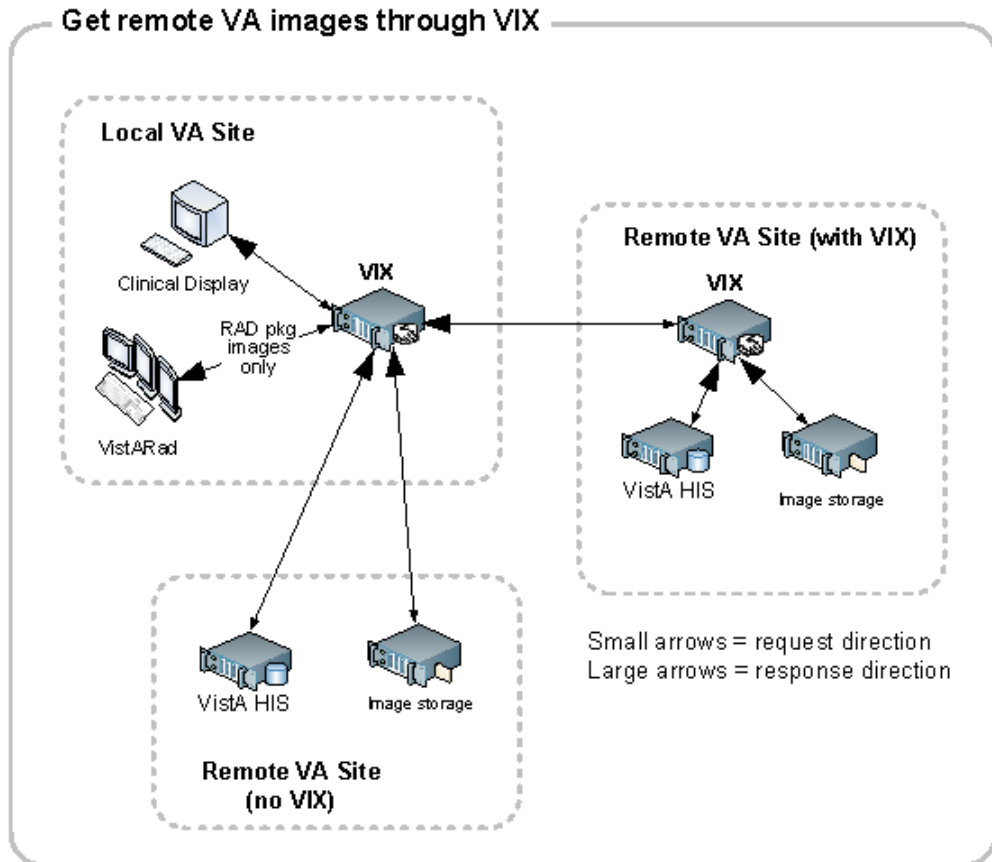 Get remote VA images through VIX
Local VA Site
Clinical Display
VIX
RAD pkg
images
only
VistARad
Remote VA Site (with VIX)
VIX
VistA HIS
Image storage
VistA HIS
Image storage
Remote VA Site
(no VIX)
Small arrows = request direction
Large arrows = response direction